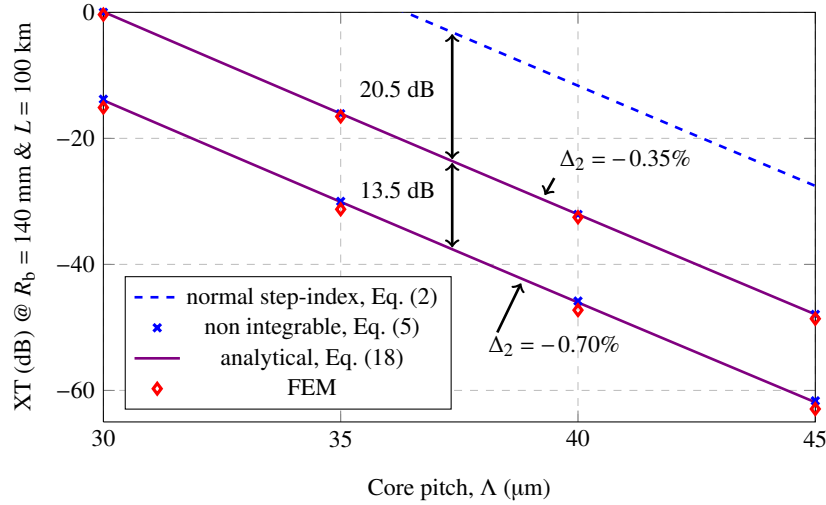 XT (dB) @ R_b = 140 mm & L = 100 km
0
−20
−40
−60
20.5 dB
13.5 dB
Δ₂ = −0.35%
Δ₂ = −0.70%
normal step-index, Eq. (2)
non integrable, Eq. (5)
analytical, Eq. (18)
FEM
30 35 40 45
Core pitch, Λ (μm)